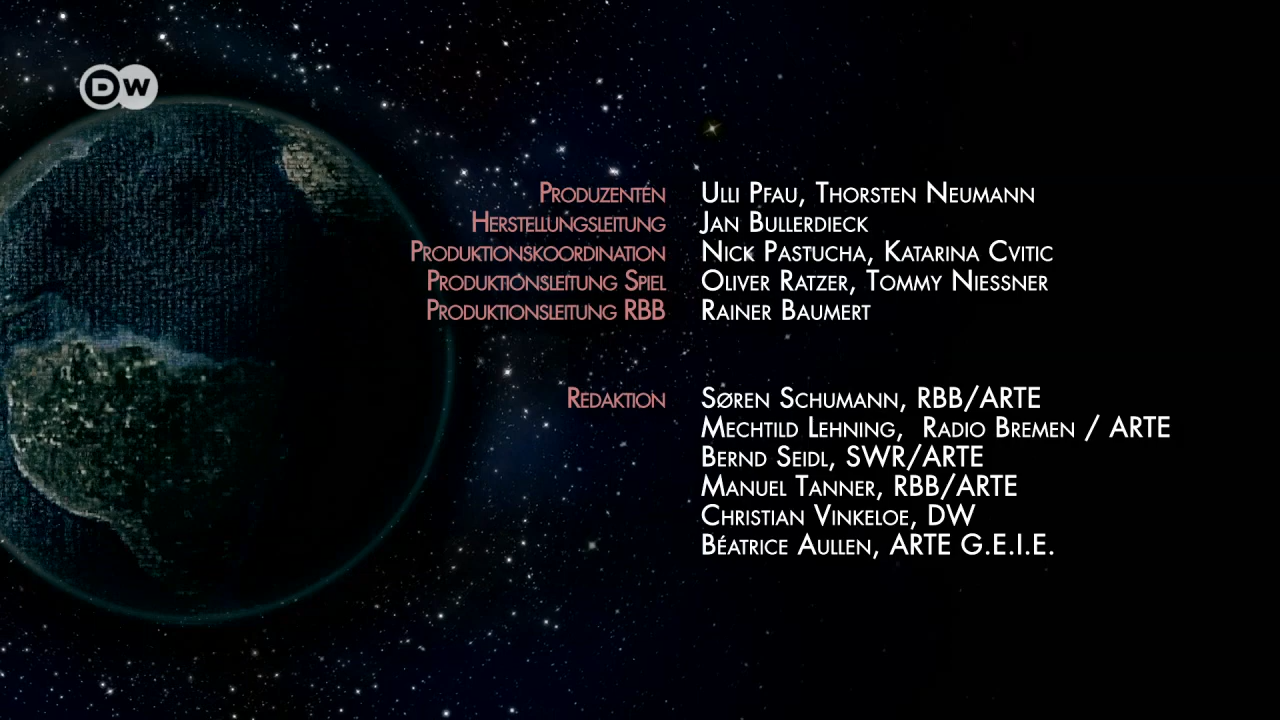 DW
Produzenten Ulli Pfau, Thorsten Neumann
Herstellungsleitung Jan Bullerdieck
Produktionskoordination Nick Pastucha, Katarina Cvitic
Produktionsleitung Spiel Oliver Ratzer, Tommy Niessner
Produktionsleitung RBB Rainer Baumert
Redaktion Søren Schumann, RBB/ARTE
Mechtild Lehning, Radio Bremen / ARTE
Bernd Seidl, SWR/ARTE
Manuel Tanner, RBB/ARTE
Christian Vinkeloe, DW
Béatrice Aullen, ARTE G.E.I.E.